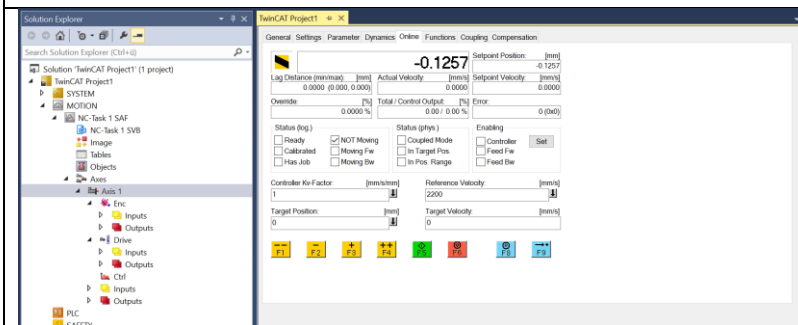 Solution Explorer
TwinCAT Project1
Search Solution Explorer (Ctrl+ü)
Solution 'TwinCAT Project1' (1 project)
TwinCAT Project1
SYSTEM
MOTION
NC-Task 1 SAF
NC-Task 1 SVB
Image
Tables
Objects
Axes
Axis 1
Enc
Inputs
Outputs
Drive
Inputs
Outputs
Ctrl
Inputs
Outputs
PLC
SAFETY
General Settings Parameter Dynamics Online Functions Coupling Compensation
-0.1257
Setpoint Position: [mm]
-0.1257
Lag Distance (min/max): [mm] Actual Velocity: [mm/s] Setpoint Velocity: [mm/s]
0.0000 (0.000, 0.000) 0.0000 0.0000
Override: [%] Total / Control Output: [%] Error:
0.0000 % 0.00 / 0.00 % 0 (0x0)
Status (log.) Status (phys.) Enabling
Ready NOT Moving Coupled Mode Controller Set
Calibrated Moving Fw In Target Pos. Feed Fw
Has Job Moving Bw In Pos. Range Feed Bw
Controller Kv-Factor: [mm/s/mm] Reference Velocity: [mm/s]
1 2200
Target Position: [mm] Target Velocity: [mm/s]
0 0
-- - + ++
F1 F2 F3 F4 F5 F6 F8 F9